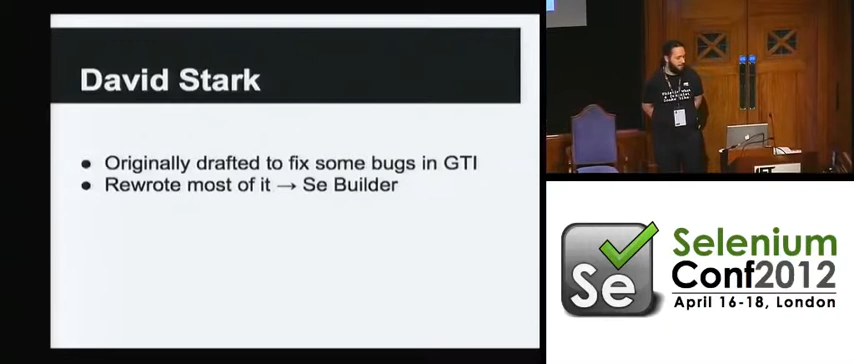 David Stark
● Originally drafted to fix some bugs in GTI
● Rewrote most of it → Se Builder
Se
Selenium
Conf2012
April 16-18, London